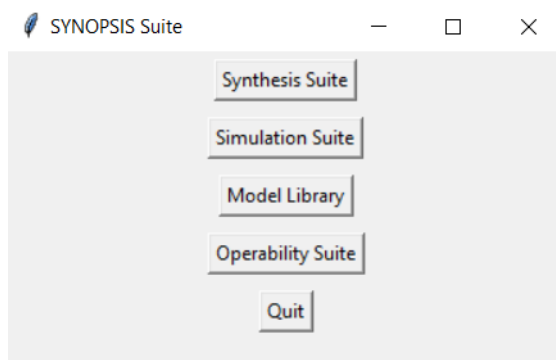 SYNOPSIS Suite
Synthesis Suite
Simulation Suite
Model Library
Operability Suite
Quit